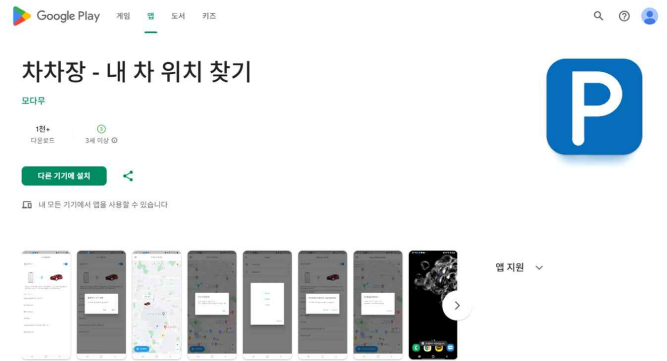 Google Play 게임 앱 도서 키즈
차차장 - 내 차 위치 찾기
모다무
1천+
다운로드
3
3세 이상
다른 기기에 설치
내 모든 기기에서 앱을 사용할 수 있습니다
P
앱 지원